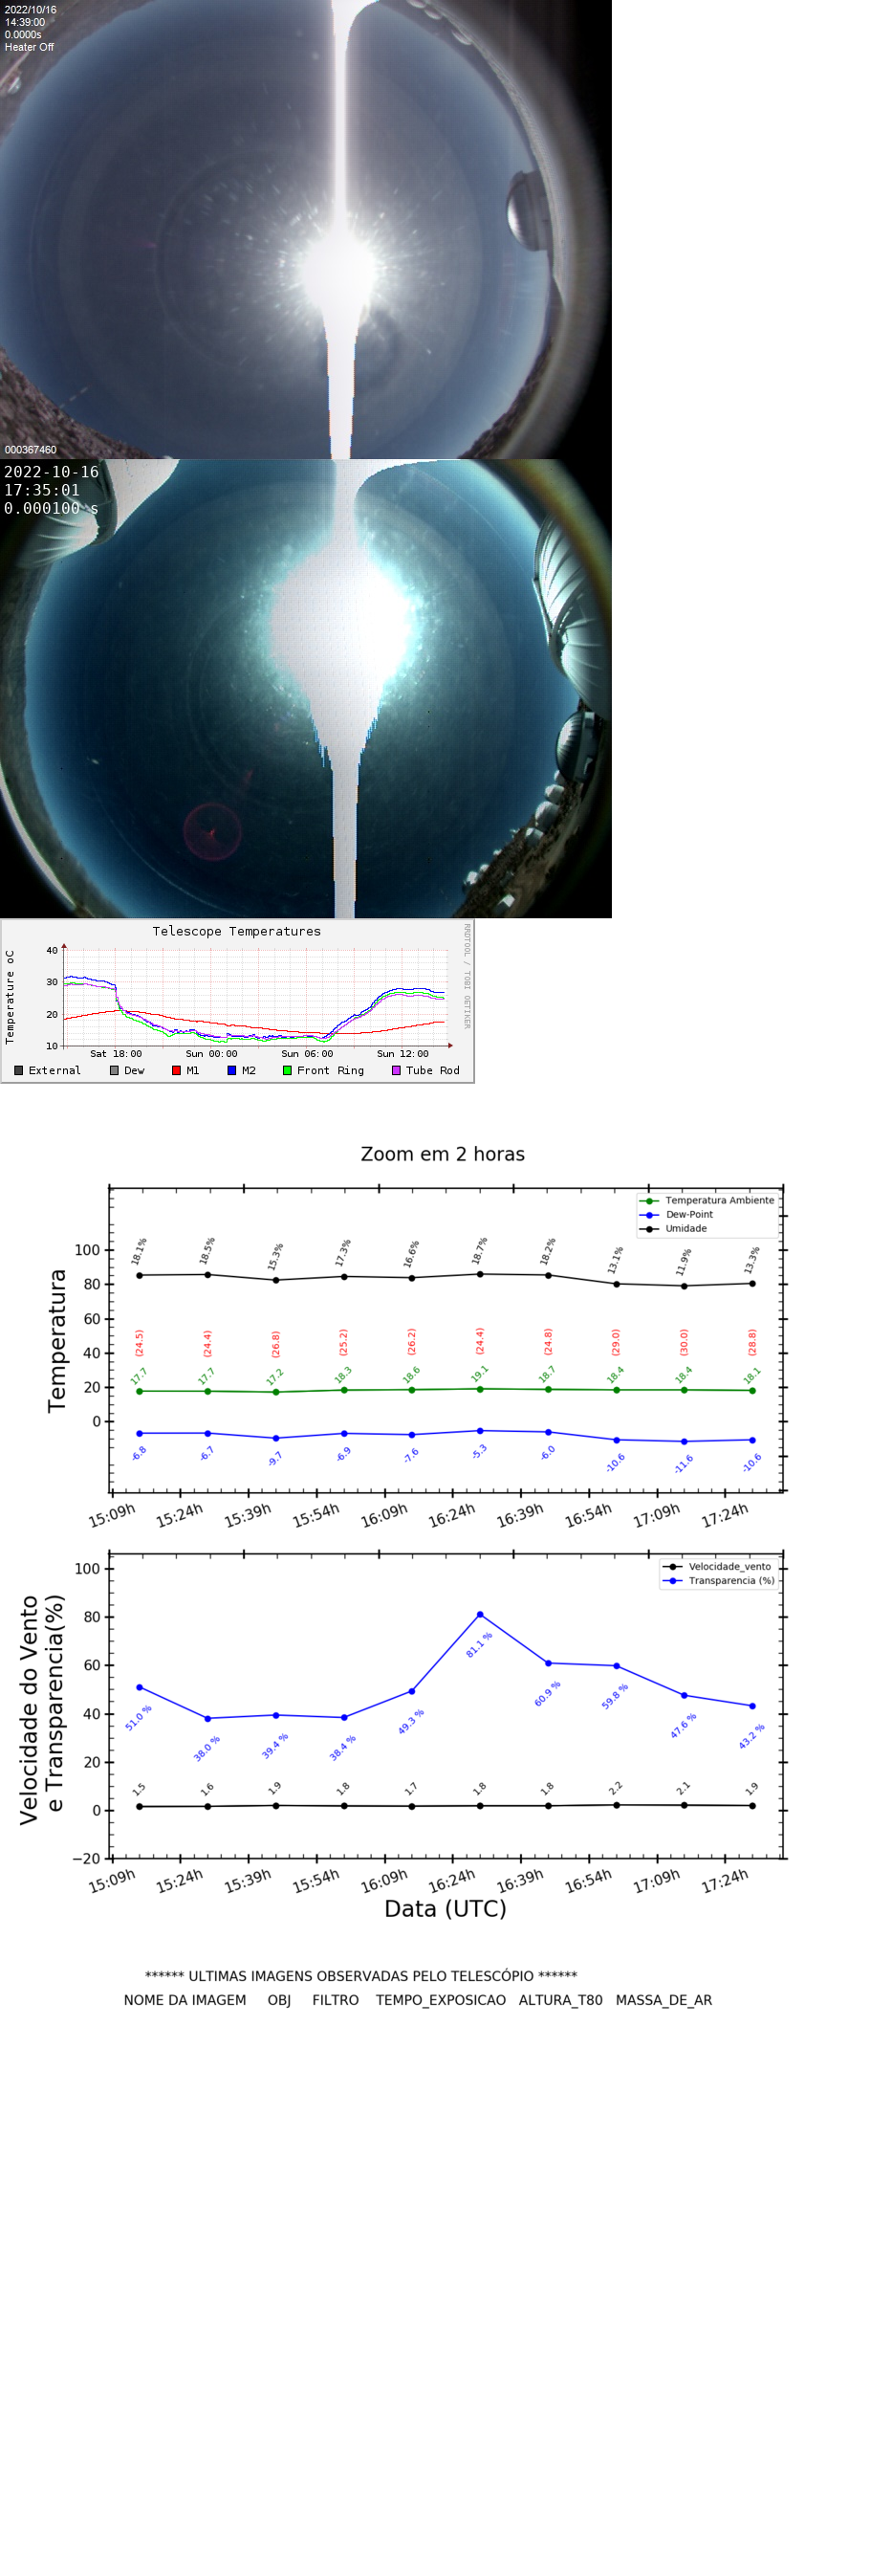 2022/10/16
14:39:00
0.0000s
Heater Off
000367460
2022-10-16
17:35:01
0.000100 s
Telescope Temperatures
RRDTOOL / TOBI OETIKER
Temperature oC
40
30
20
10
Sat 18:00 Sun 00:00 Sun 06:00 Sun 12:00
External Dew M1 M2 Front Ring Tube Rod
Zoom em 2 horas
Temperatura Ambiente
Dew-Point
Umidade
Temperatura
100
80
60
40
20
0
18.1% 18.5% 15.3% 17.3% 16.6% 18.7% 18.2% 13.1% 11.9% 13.3%
(24.5) (24.4) (26.8) (25.2) (26.2) (24.4) (24.8) (29.0) (30.0) (28.8)
17.7 17.7 17.2 18.3 18.6 19.1 18.7 18.4 18.4 18.1
-6.8 -6.7 -9.7 -6.9 -7.6 -5.3 -6.0 -10.6 -11.6 -10.6
15:09h 15:24h 15:39h 15:54h 16:09h 16:24h 16:39h 16:54h 17:09h 17:24h
Velocidade_vento
Transparencia (%)
Velocidade do Vento
e Transparencia(%)
100
80
60
40
20
0
−20
51.0 % 38.0 % 39.4 % 38.4 % 49.3 % 81.1 % 60.9 % 59.8 % 47.6 % 43.2 %
1.5 1.6 1.9 1.8 1.7 1.8 1.8 2.2 2.1 1.9
15:09h 15:24h 15:39h 15:54h 16:09h 16:24h 16:39h 16:54h 17:09h 17:24h
Data (UTC)
****** ULTIMAS IMAGENS OBSERVADAS PELO TELESCÓPIO ******
NOME DA IMAGEM OBJ FILTRO TEMPO_EXPOSICAO ALTURA_T80 MASSA_DE_AR